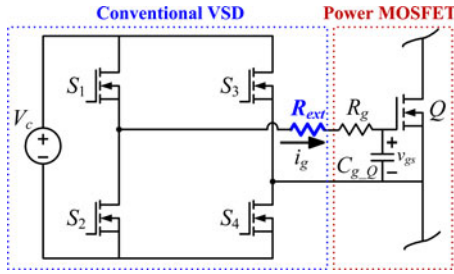 Conventional VSD Power MOSFET
S1 S3
Vc
Rext Rg Q
+
ig Cg_Q vgs
−
S2 S4